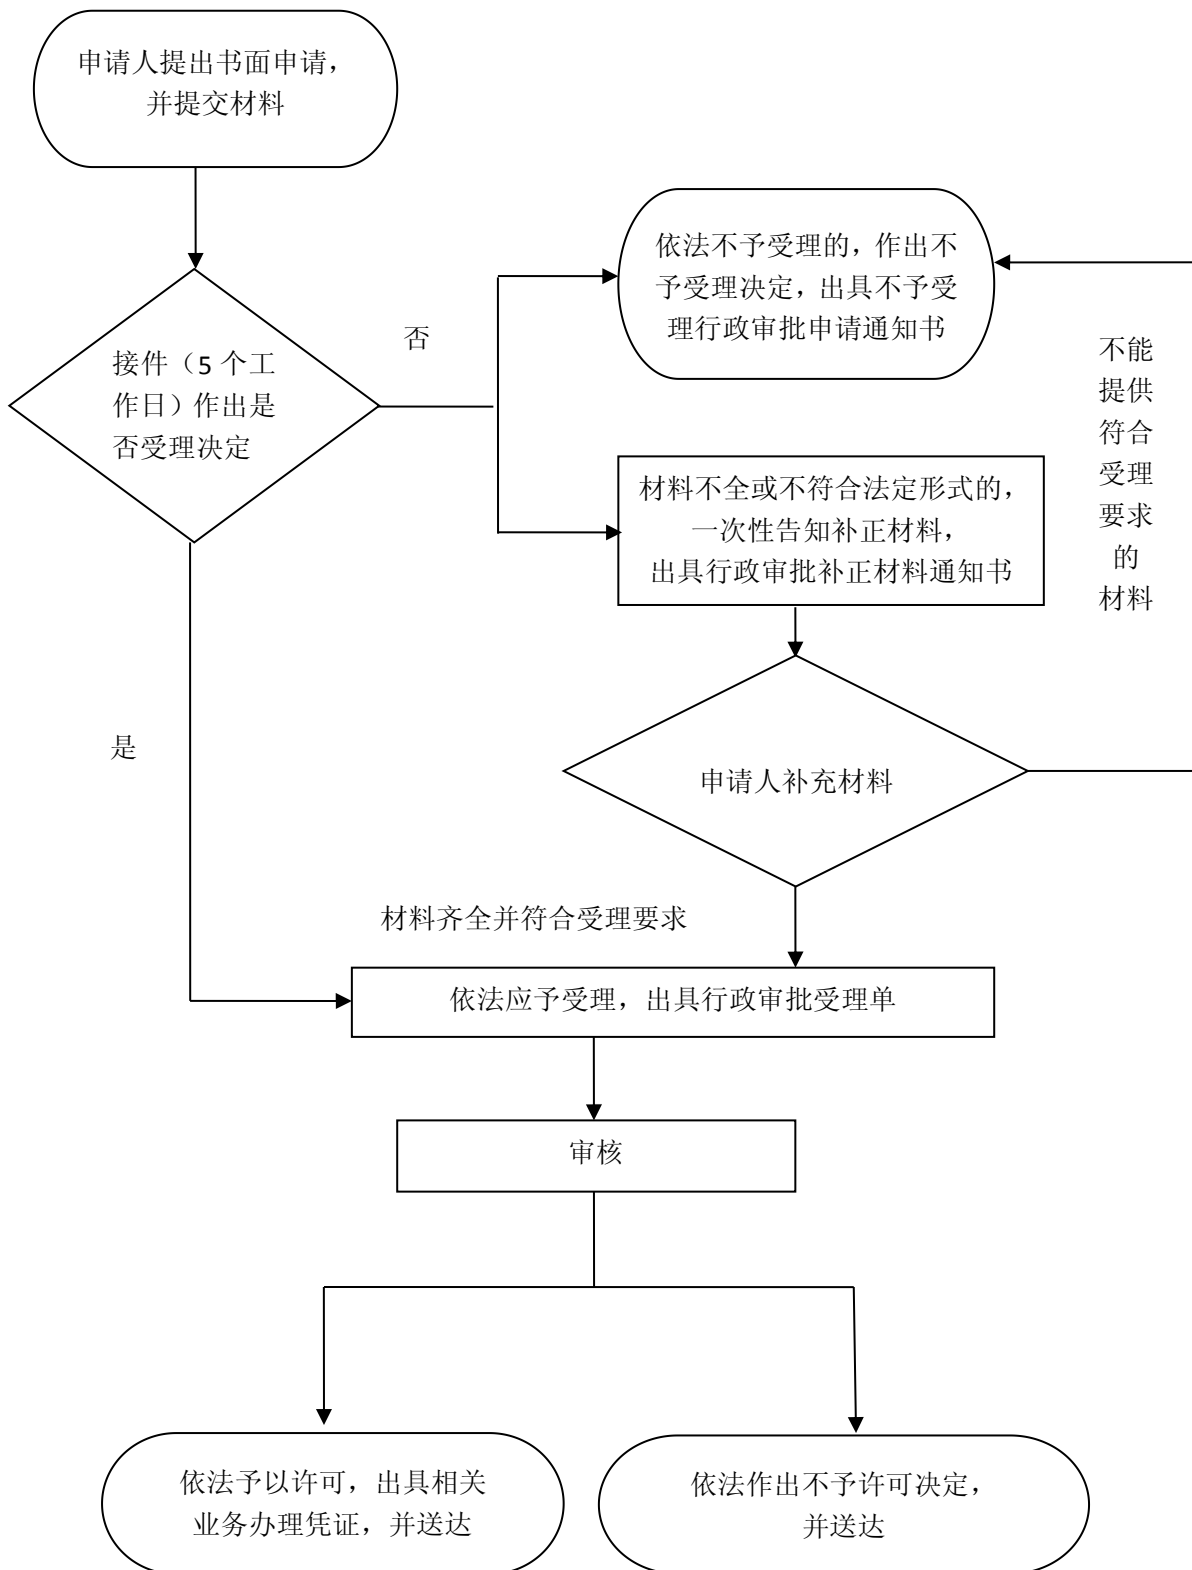 申请人提出书面申请，
并提交材料
依法不予受理的，作出不
予受理决定，出具不予受
理行政审批申请通知书
否
接件（5 个工
作日）作出是
否受理决定
不能
提供
符合
受理
要求
的
材料
材料不全或不符合法定形式的，
一次性告知补正材料，
出具行政审批补正材料通知书
是
申请人补充材料
材料齐全并符合受理要求
依法应予受理，出具行政审批受理单
审核
依法予以许可，出具相关
业务办理凭证，并送达
依法作出不予许可决定，
并送达